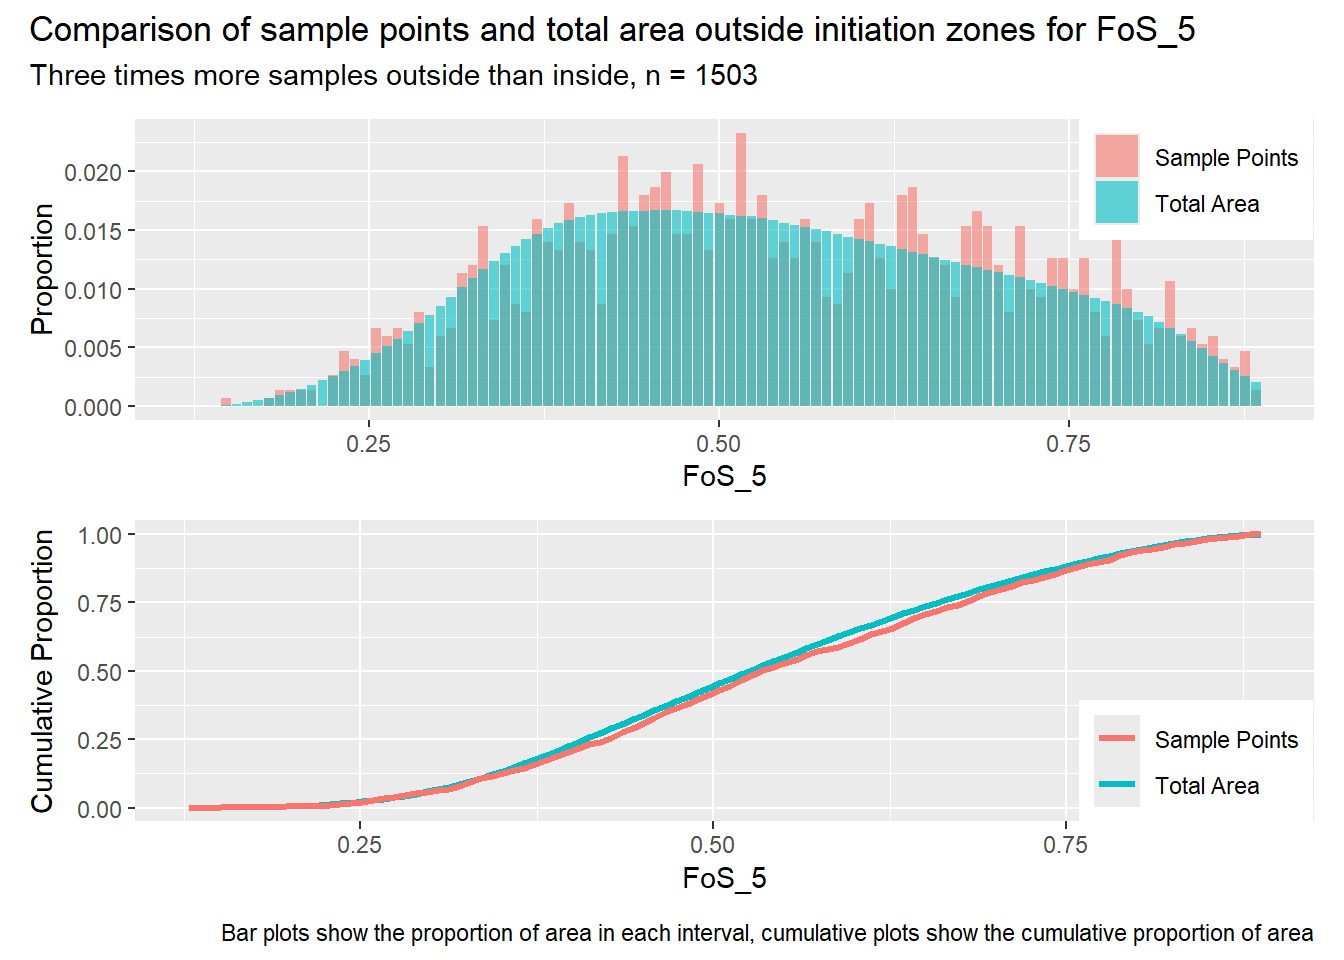 Comparison of sample points and total area outside initiation zones for FoS_5
Three times more samples outside than inside, n = 1503
Proportion
0.020
0.015
0.010
0.005
0.000
0.25
0.50
0.75
FoS_5
Sample Points
Total Area
Cumulative Proportion
1.00
0.75
0.50
0.25
0.00
0.25
0.50
0.75
FoS_5
Sample Points
Total Area
Bar plots show the proportion of area in each interval, cumulative plots show the cumulative proportion of area